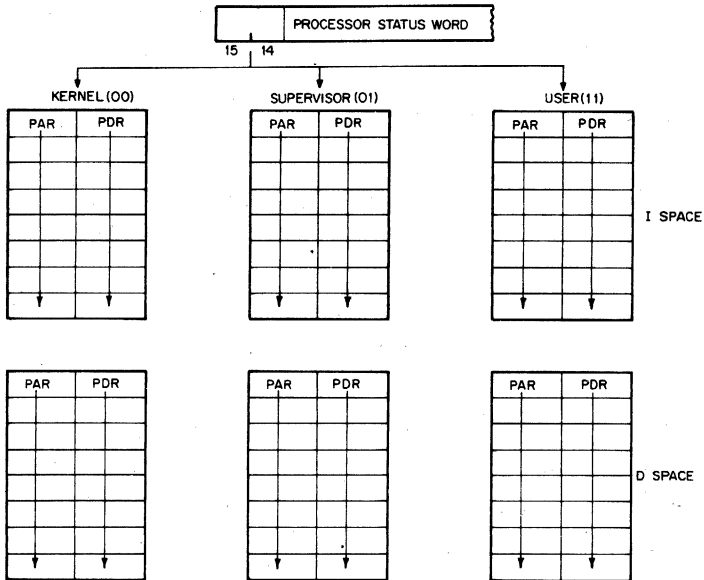 PROCESSOR STATUS WORD
15 14
KERNEL(00) SUPERVISOR(01) USER(11)
PAR PDR PAR PDR PAR PDR
I SPACE
PAR PDR PAR PDR PAR PDR
D SPACE